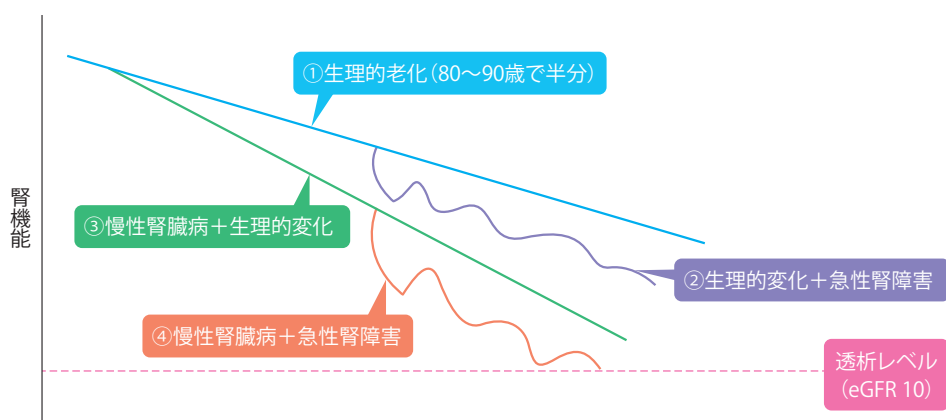 ①生理的老化(80〜90歳で半分)
腎機能
③慢性腎臓病＋生理的変化
②生理的変化＋急性腎障害
④慢性腎臓病＋急性腎障害
透析レベル
(eGFR 10)